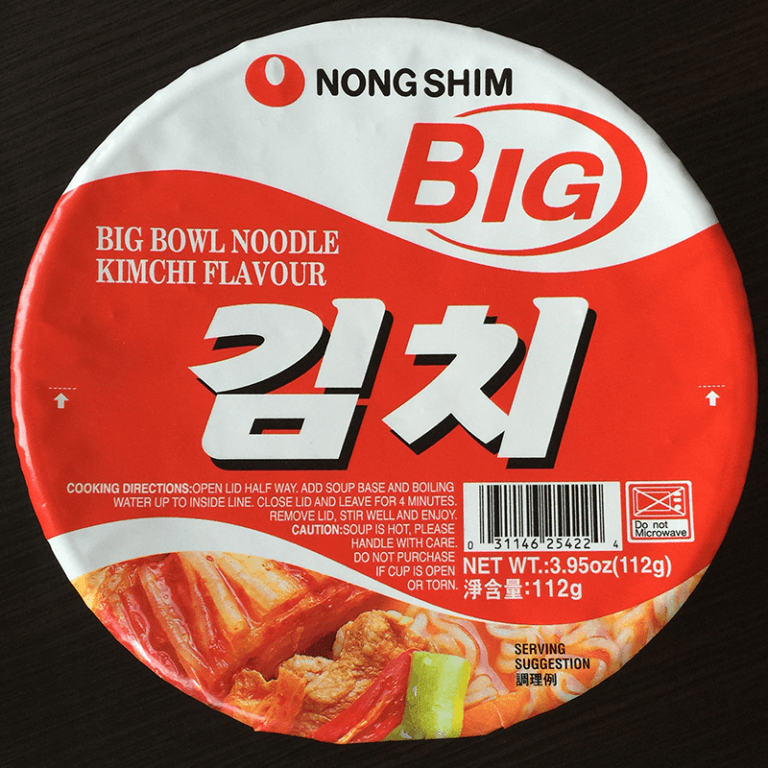 NONGSHIM
BIG
BIG BOWL NOODLE
KIMCHI FLAVOUR
김치
COOKING DIRECTIONS:OPEN LID HALF WAY. ADD SOUP BASE AND BOILING
WATER UP TO INSIDE LINE. CLOSE LID AND LEAVE FOR 4 MINUTES.
REMOVE LID, STIR WELL AND ENJOY.
CAUTION:SOUP IS HOT, PLEASE
HANDLE WITH CARE.
DO NOT PURCHASE
IF CUP IS OPEN
OR TORN.
0 31146 25422 4
Do not
Microwave
NET WT.:3.95oz(112g)
淨含量:112g
SERVING
SUGGESTION
調理例